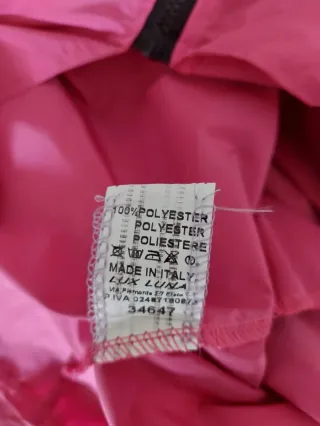 100%POLYESTER
POLYESTER
POLIESTERE
MADE IN ITALY
LUX LUNA
34647